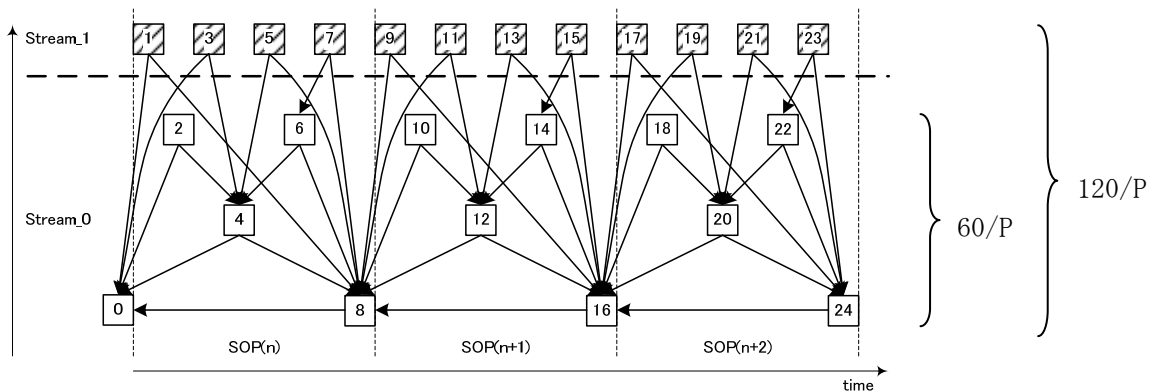 Stream_1 1 3 5 7 9 11 13 15 17 19 21 23
2 6 10 14 18 22
120/P
Stream_0 4 12 20
60/P
0 8 16 24
SOP(n) SOP(n+1) SOP(n+2)
time